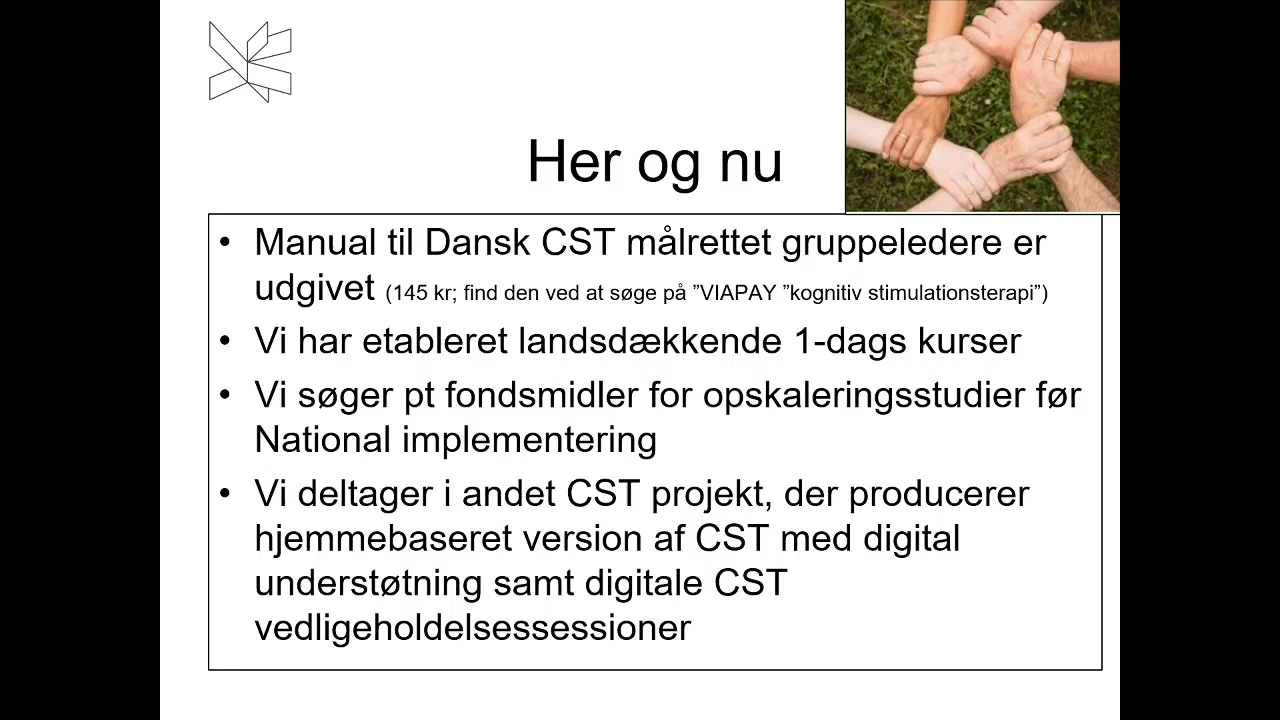 Her og nu
• Manual til Dansk CST målrettet gruppeledere er
udgivet (145 kr; find den ved at søge på ”VIAPAY ”kognitiv stimulationsterapi”)
• Vi har etableret landsdækkende 1-dags kurser
• Vi søger pt fondsmidler for opskaleringsstudier før
National implementering
• Vi deltager i andet CST projekt, der producerer
hjemmebaseret version af CST med digital
understøtning samt digitale CST
vedligeholdelsessessioner